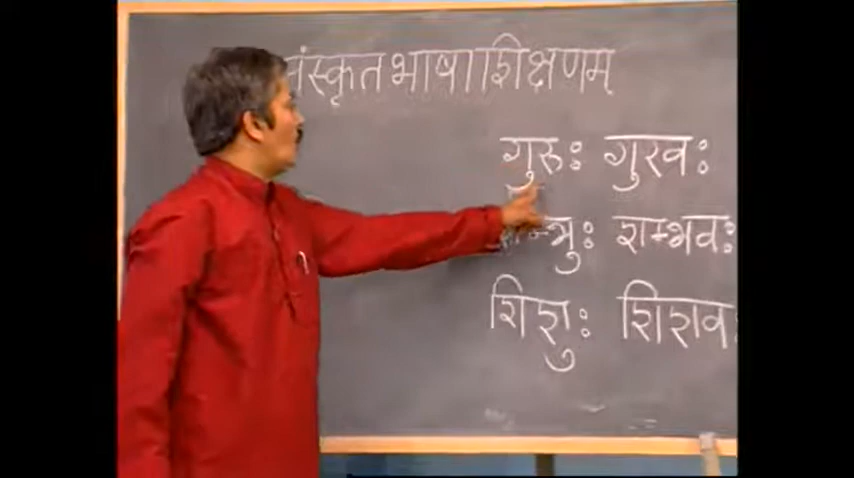 संस्कृतभाषाशिक्षणम्
गुरुः गुरवः
शम्भुः शम्भवः
शिशुः शिशवः